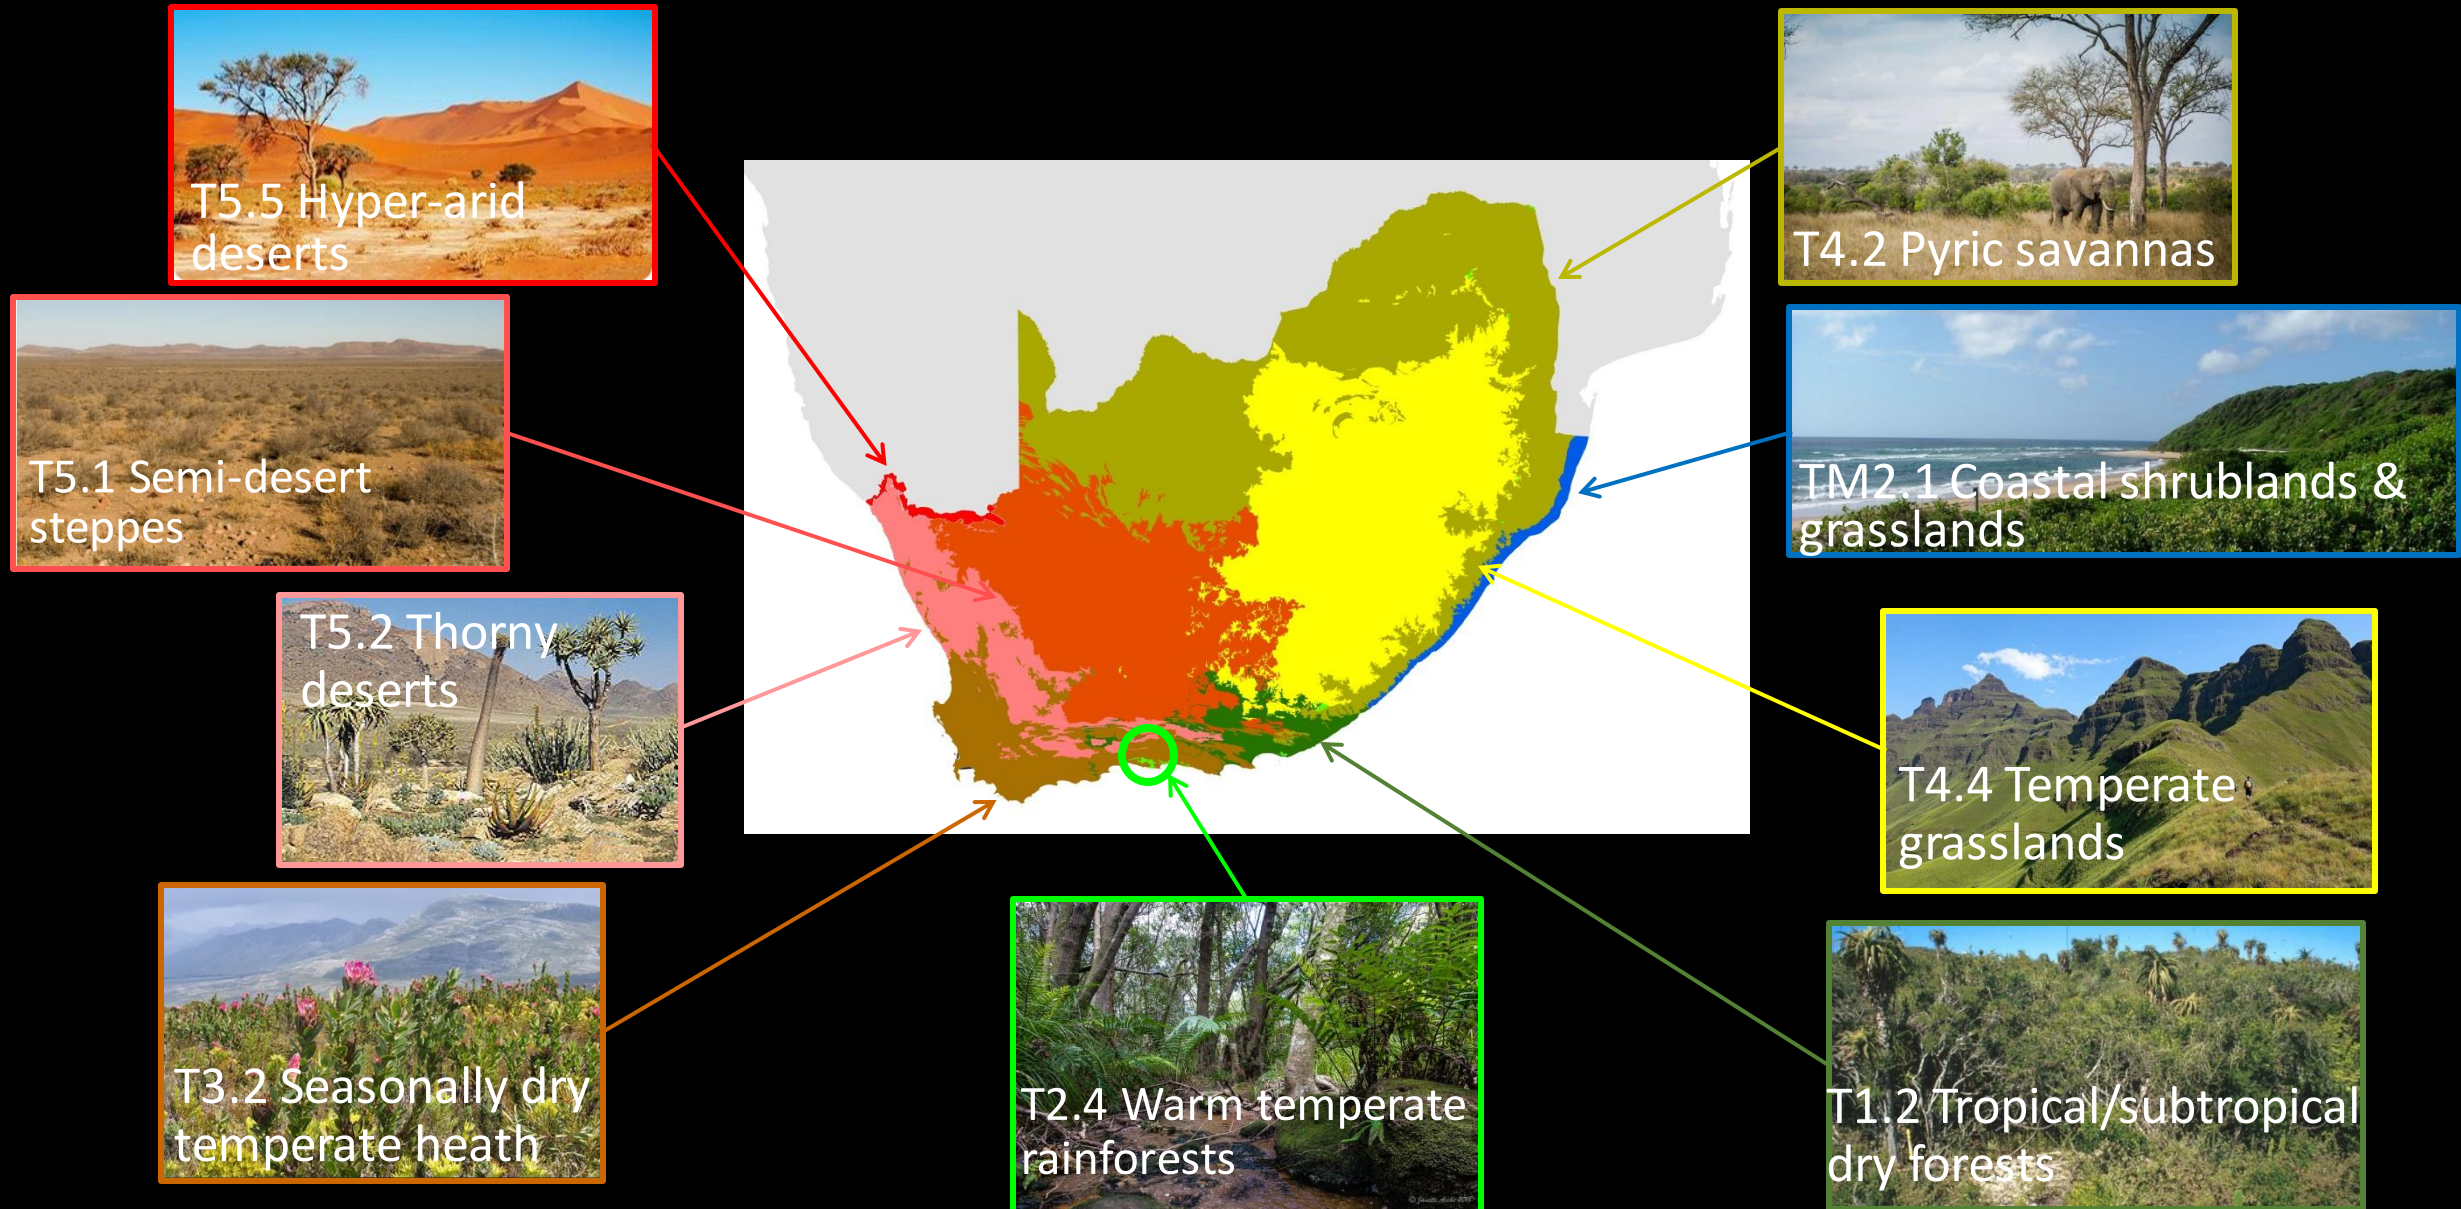 T5.5 Hyper-arid
deserts
T4.2 Pyric savannas
T5.1 Semi-desert
steppes
TM2.1 Coastal shrublands &
grasslands
T5.2 Thorny
deserts
T4.4 Temperate
grasslands
T3.2 Seasonally dry
temperate heath
T2.4 Warm temperate
rainforests
T1.2 Tropical/subtropical
dry forests